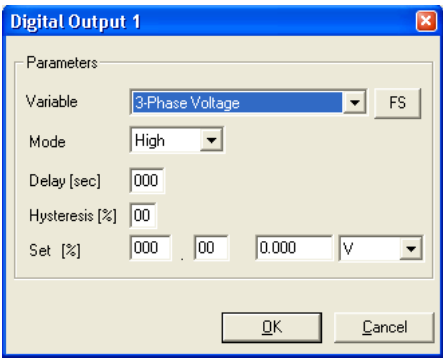 Digital Output 1
Parameters
Variable 3-Phase Voltage FS
Mode High
Delay [sec] 000
Hysteresis [%] 00
Set [%] 000 . 00 0.000 V
OK Cancel